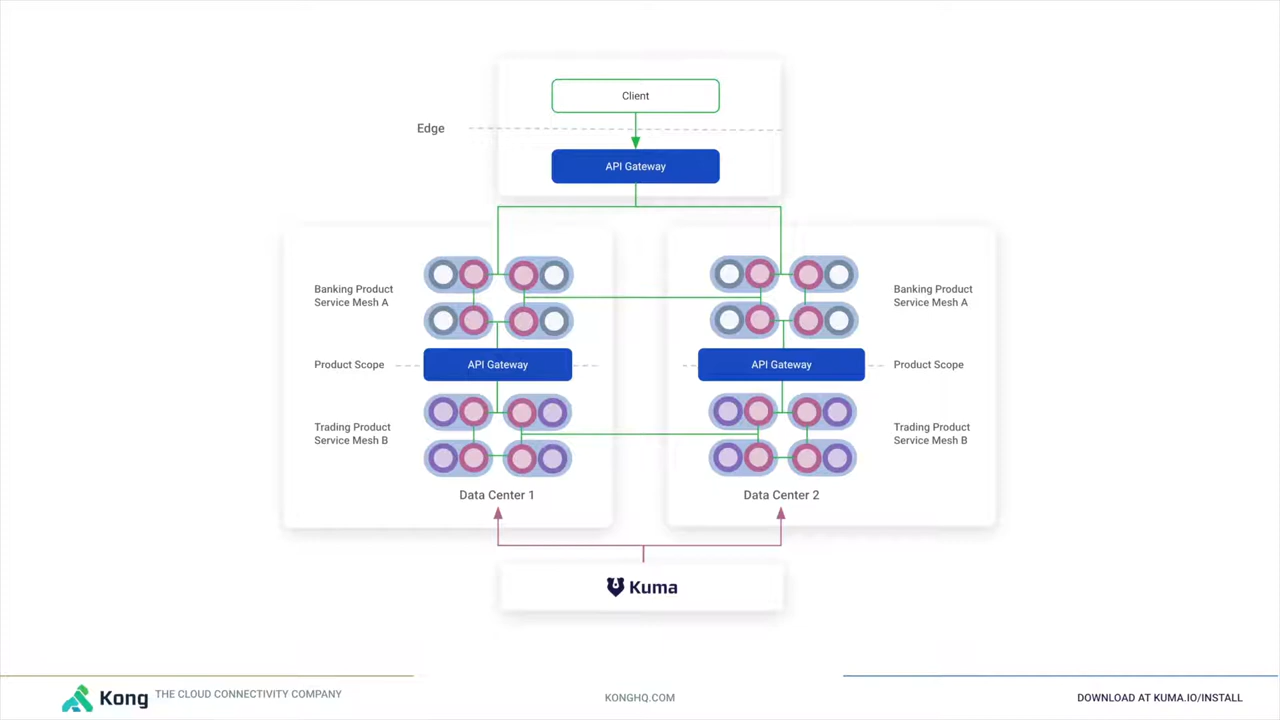 Client
Edge
API Gateway
Banking Product
Service Mesh A
Product Scope
API Gateway
Trading Product
Service Mesh B
Data Center 1
Banking Product
Service Mesh A
API Gateway
Product Scope
Trading Product
Service Mesh B
Data Center 2
Kuma
Kong THE CLOUD CONNECTIVITY COMPANY
KONGHQ.COM
DOWNLOAD AT KUMA.IO/INSTALL